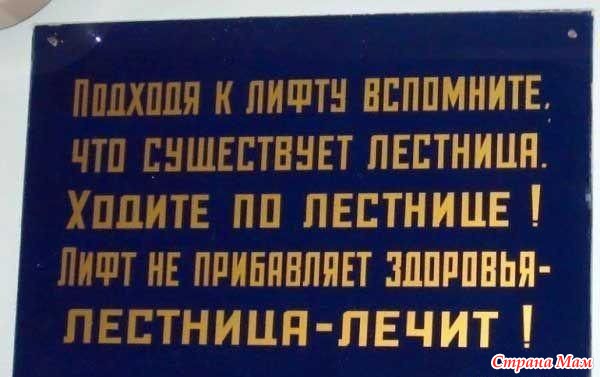 Подходя к лифту вспомните,
что существует лестница.
Ходите по лестнице !
Лифт не прибавляет здоровья-
лестница-лечит !
Страна Мам